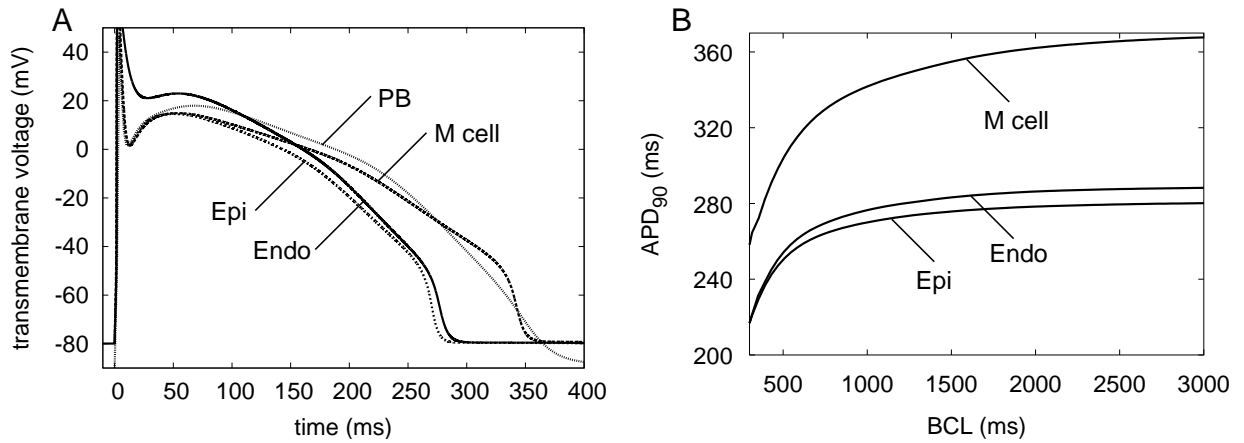 A
transmembrane voltage (mV)
40
20
0
-20
-40
-60
-80
PB
M cell
Epi
Endo
0 50 100 150 200 250 300 350 400
time (ms)
B
APD90 (ms)
360
320
280
240
200
M cell
Endo
Epi
500 1000 1500 2000 2500 3000
BCL (ms)